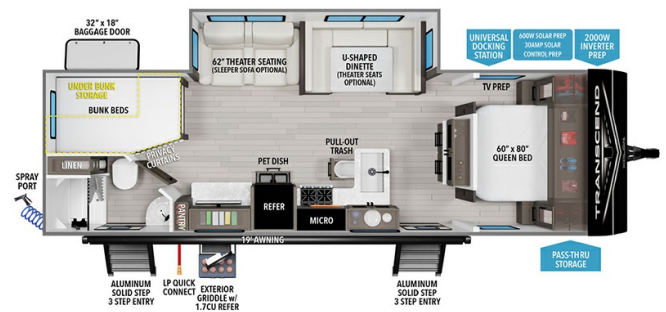 32" x 18"
BAGGAGE DOOR
62" THEATER SEATING
(SLEEPER SOFA OPTIONAL)
U-SHAPED
DINETTE
(THEATER SEATS
OPTIONAL)
UNIVERSAL
DOCKING
STATION
600W SOLAR PREP
30AMP SOLAR
CONTROL PREP
2000W
INVERTER
PREP
UNDER BUNK
STORAGE
BUNK BEDS
TV PREP
PRIVACY
CURTAINS
LINEN
PULL-OUT
TRASH
PET DISH
60" x 80"
QUEEN BED
TRANSCEND
SPRAY
PORT
PANTRY
REFER
MICRO
19' AWNING
PASS-THRU
STORAGE
ALUMINUM
SOLID STEP
3 STEP ENTRY
LP QUICK
CONNECT
EXTERIOR
GRIDDLE w/
1.7CU REFER
ALUMINUM
SOLID STEP
3 STEP ENTRY